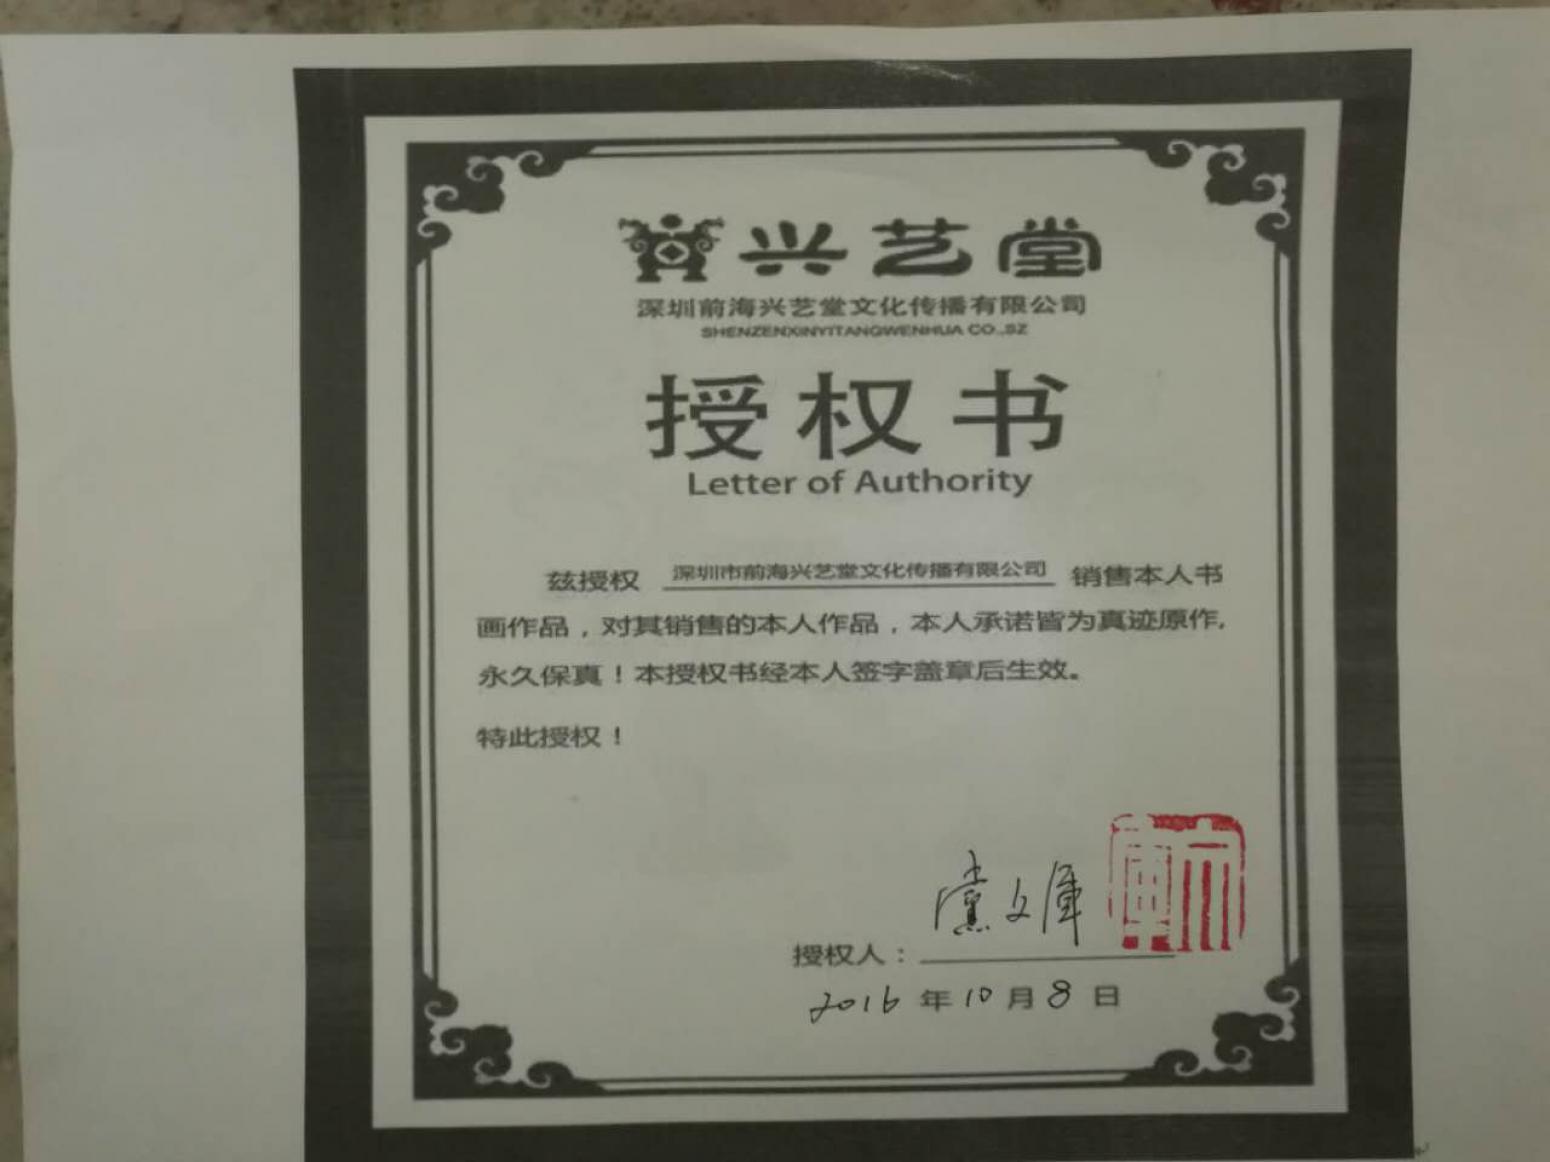 兴艺堂
深圳前海兴艺堂文化传播有限公司
SHENZENXINYITANGWENHUA CO.,SZ
授权书
Letter of Authority
兹授权 深圳市前海兴艺堂文化传播有限公司 销售本人书
画作品，对其销售的本人作品，本人承诺皆为真迹原作,
永久保真！本授权书经本人签字盖章后生效。
特此授权！
授权人： 党文库
2016 年 10 月 8 日